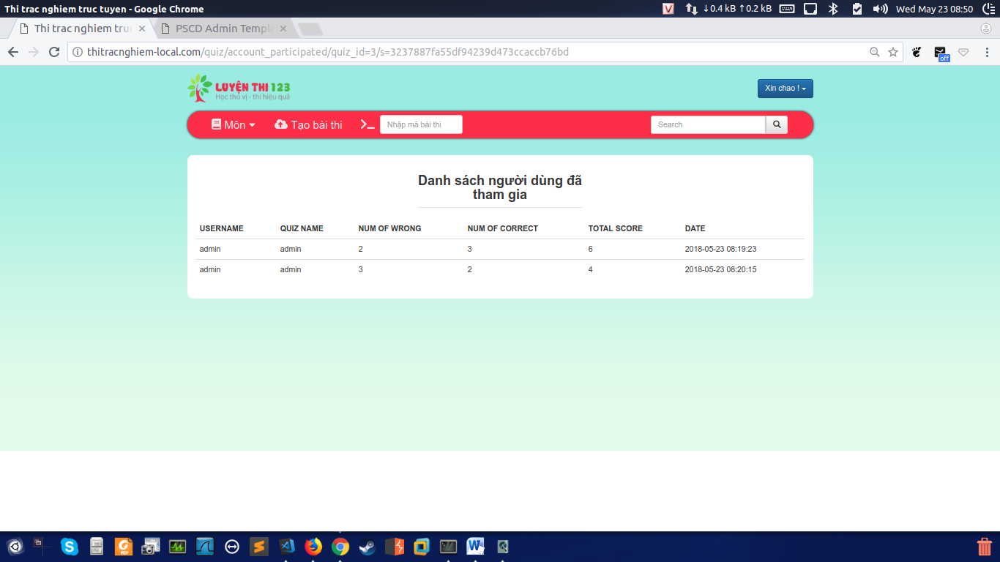 Thi trac nghiem truc tuyen - Google Chrome
↓0.4 kB ↑0.2 kB
Wed May 23 08:50
Thi trac nghiem tru
PSCD Admin Templa
thitracnghiem-local.com/quiz/account_participated/quiz_id=3/s=3237887fa55df94239d473ccaccb76bd
off
LUYỆN THI 123
Học thú vị - thi hiệu quả
Xin chao !
Môn
Tạo bài thi
Nhập mã bài thi
Search
Danh sách người dùng đã
tham gia
USERNAME QUIZ NAME NUM OF WRONG NUM OF CORRECT TOTAL SCORE DATE
admin admin 2 3 6 2018-05-23 08:19:23
admin admin 3 2 4 2018-05-23 08:20:15